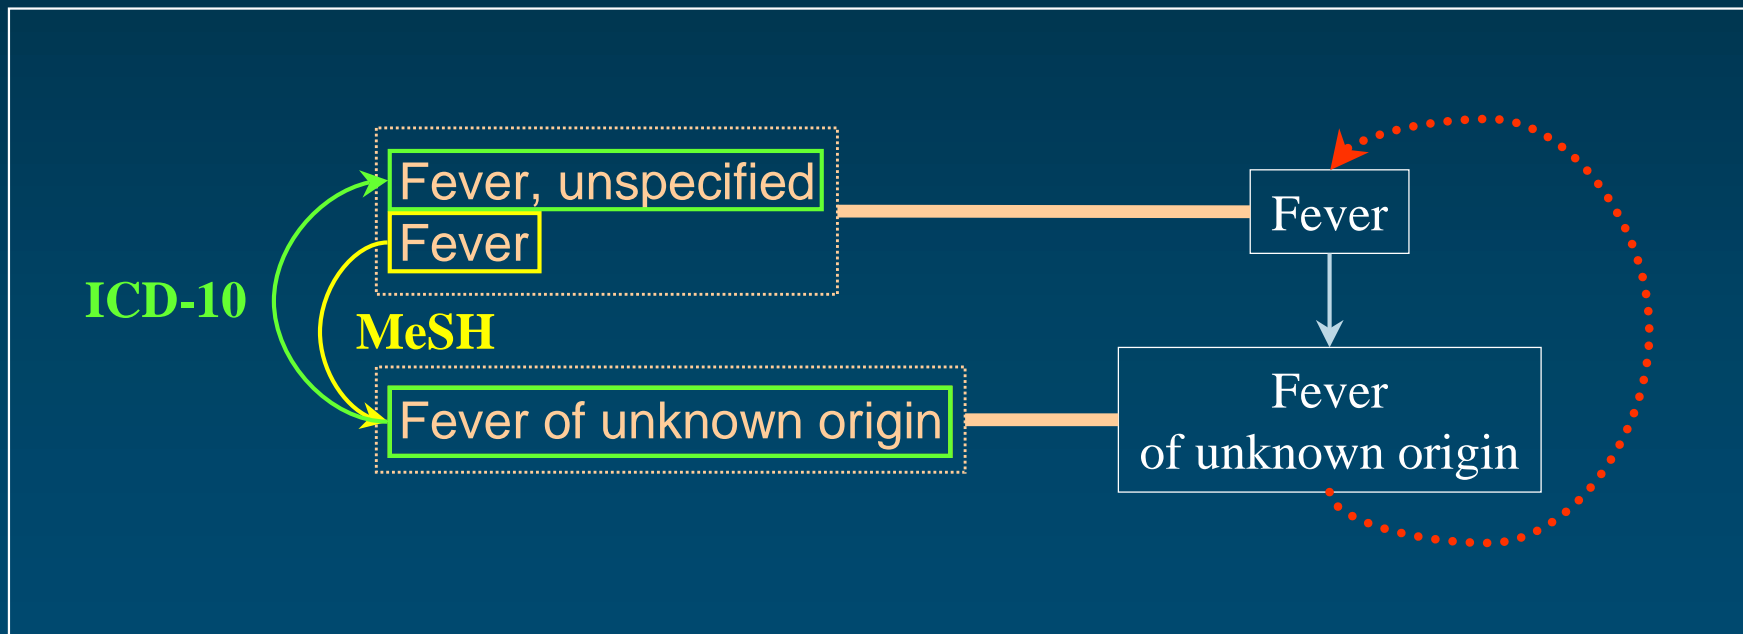 Fever, unspecified
Fever
ICD-10
MeSH
Fever of unknown origin
Fever
Fever
of unknown origin